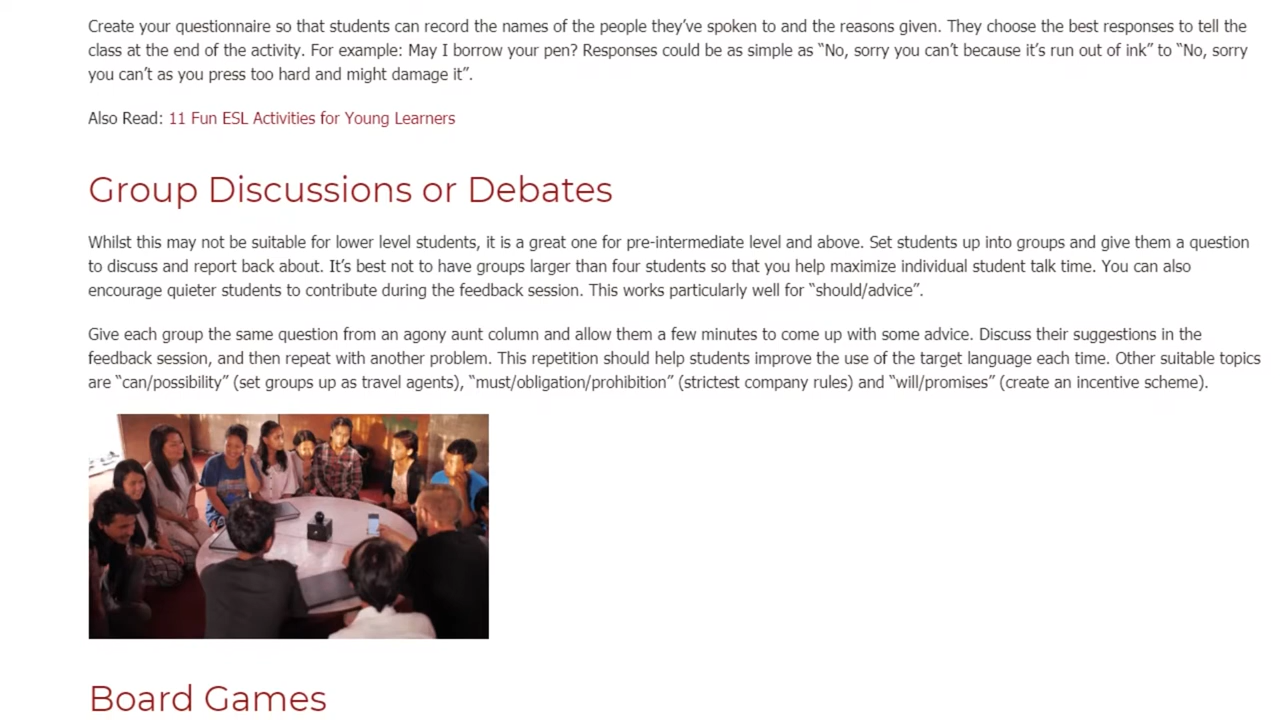 Create your questionnaire so that students can record the names of the people they’ve spoken to and the reasons given. They choose the best responses to tell the
class at the end of the activity. For example: May I borrow your pen? Responses could be as simple as “No, sorry you can’t because it’s run out of ink” to “No, sorry
you can’t as you press too hard and might damage it”.
Also Read: 11 Fun ESL Activities for Young Learners
Group Discussions or Debates
Whilst this may not be suitable for lower level students, it is a great one for pre-intermediate level and above. Set students up into groups and give them a question
to discuss and report back about. It’s best not to have groups larger than four students so that you help maximize individual student talk time. You can also
encourage quieter students to contribute during the feedback session. This works particularly well for “should/advice”.
Give each group the same question from an agony aunt column and allow them a few minutes to come up with some advice. Discuss their suggestions in the
feedback session, and then repeat with another problem. This repetition should help students improve the use of the target language each time. Other suitable topics
are “can/possibility” (set groups up as travel agents), “must/obligation/prohibition” (strictest company rules) and “will/promises” (create an incentive scheme).
Board Games